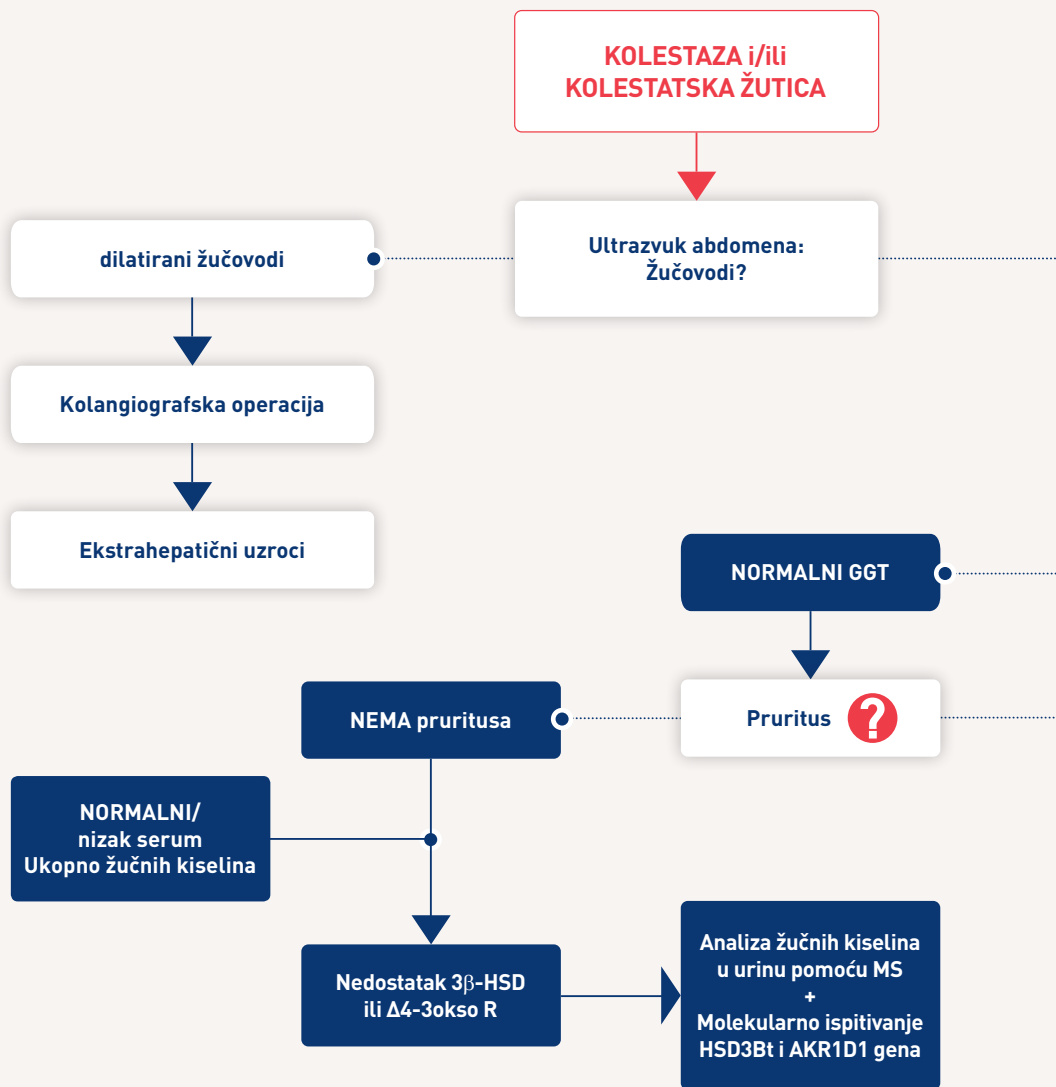 KOLESTAZA i/ili
KOLESTATSKA ŽUTICA
dilatirani žučovodi
Ultrazvuk abdomena:
Žučovodi?
Kolangiografska operacija
Ekstrahepatični uzroci
NORMALNI GGT
NEMA pruritusa
Pruritus ?
NORMALNI/
nizak serum
Ukopno žučnih kiselina
Nedostatak 3β-HSD
ili Δ4-3okso R
Analiza žučnih kiselina
u urinu pomoću MS
+
Molekularno ispitivanje
HSD3Bt i AKR1D1 gena